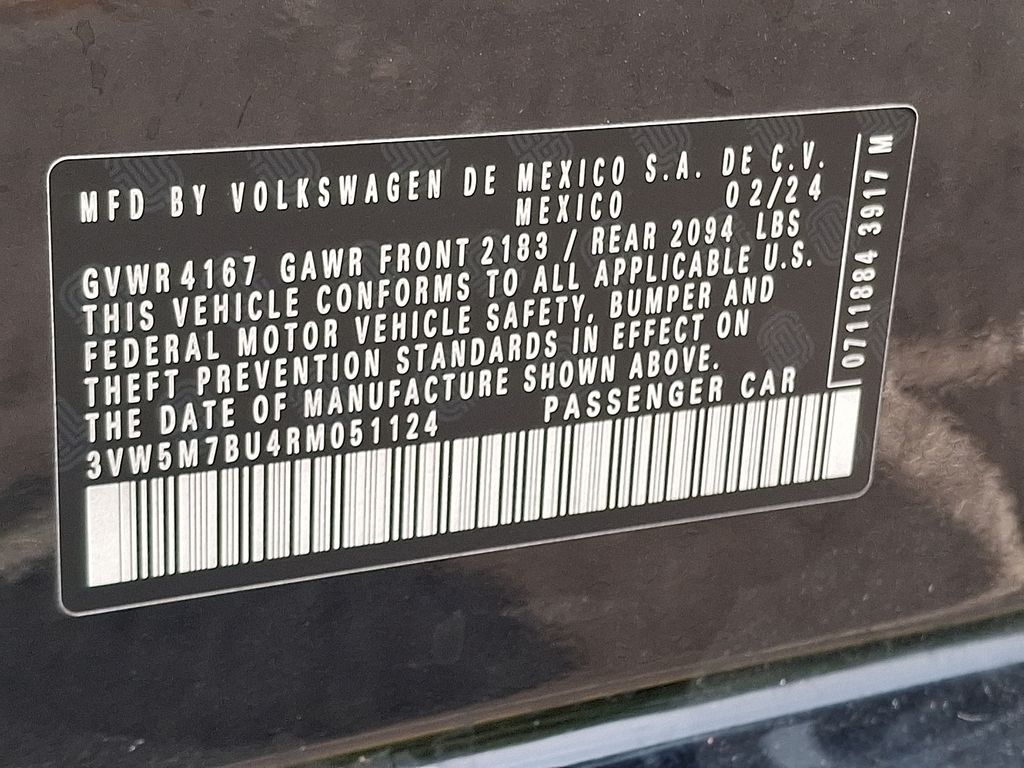 MFD BY VOLKSWAGEN DE MEXICO S.A. DE C.V.
MEXICO 02/24
GVWR 4167 GAWR FRONT 2183 / REAR 2094 LBS
THIS VEHICLE CONFORMS TO ALL APPLICABLE U.S.
FEDERAL MOTOR VEHICLE SAFETY, BUMPER AND
THEFT PREVENTION STANDARDS IN EFFECT ON
THE DATE OF MANUFACTURE SHOWN ABOVE.
3VW5M7BU4RM051124 PASSENGER CAR
0711884 3917 M